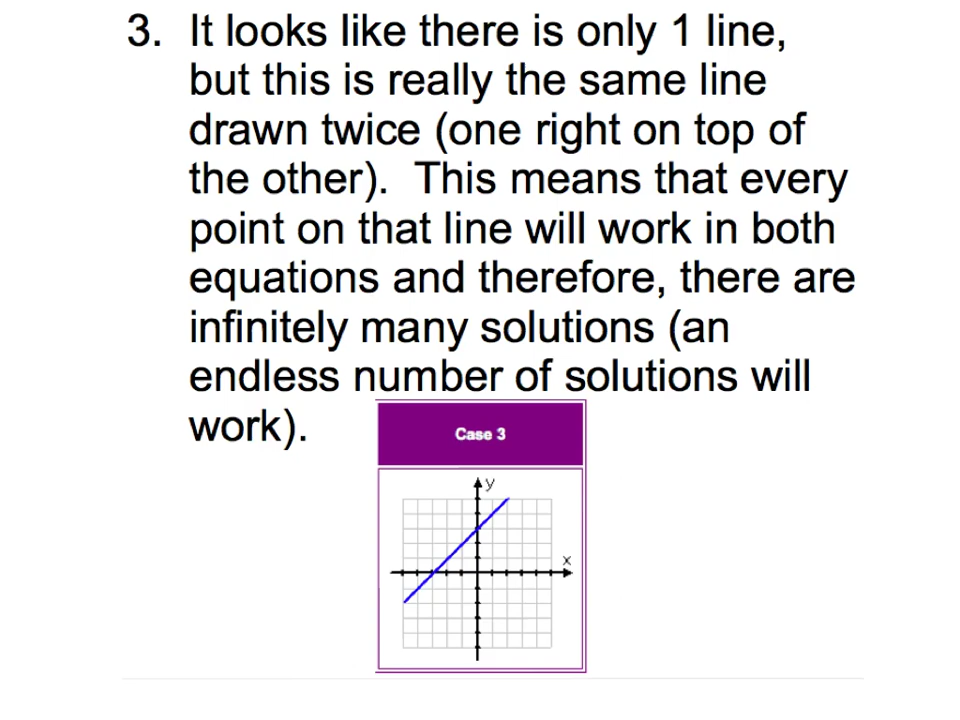 3. It looks like there is only 1 line,
but this is really the same line
drawn twice (one right on top of
the other). This means that every
point on that line will work in both
equations and therefore, there are
infinitely many solutions (an
endless number of solutions will
work).
Case 3
y
x